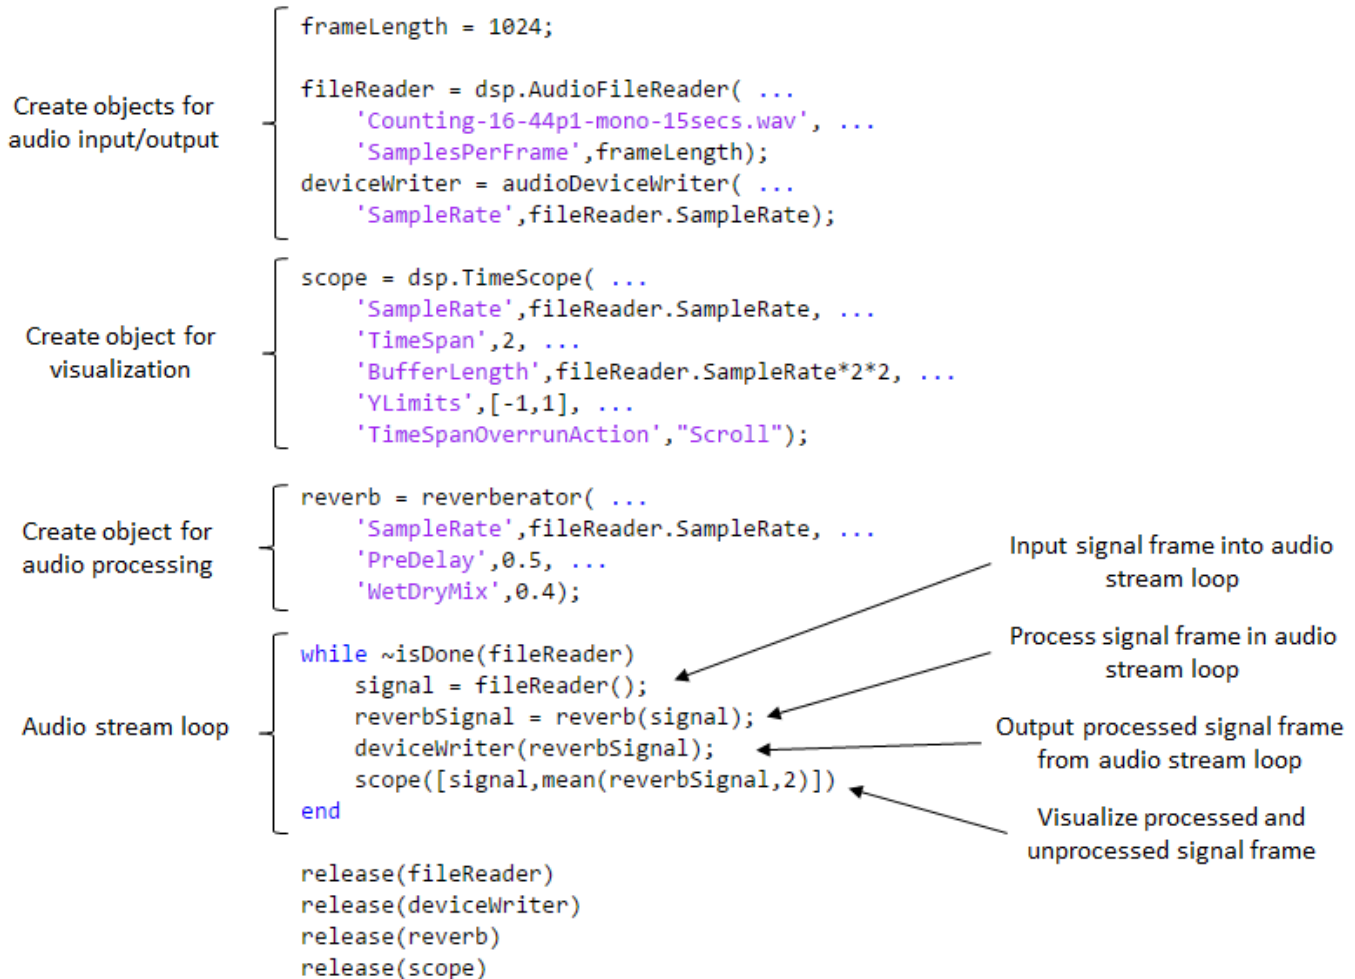 frameLength = 1024;
Create objects for
audio input/output
fileReader = dsp.AudioFileReader( ...
'Counting-16-44p1-mono-15secs.wav', ...
'SamplesPerFrame',frameLength);
deviceWriter = audioDeviceWriter( ...
'SampleRate',fileReader.SampleRate);
Create object for
visualization
scope = dsp.TimeScope( ...
'SampleRate',fileReader.SampleRate, ...
'TimeSpan',2, ...
'BufferLength',fileReader.SampleRate*2*2, ...
'YLimits',[-1,1], ...
'TimeSpanOverrunAction',"Scroll");
Create object for
audio processing
reverb = reverberator( ...
'SampleRate',fileReader.SampleRate, ...
'PreDelay',0.5, ...
'WetDryMix',0.4);
Audio stream loop
while ~isDone(fileReader)
signal = fileReader();
reverbSignal = reverb(signal);
deviceWriter(reverbSignal);
scope([signal,mean(reverbSignal,2)])
end
Input signal frame into audio
stream loop
Process signal frame in audio
stream loop
Output processed signal frame
from audio stream loop
Visualize processed and
unprocessed signal frame
release(fileReader)
release(deviceWriter)
release(reverb)
release(scope)